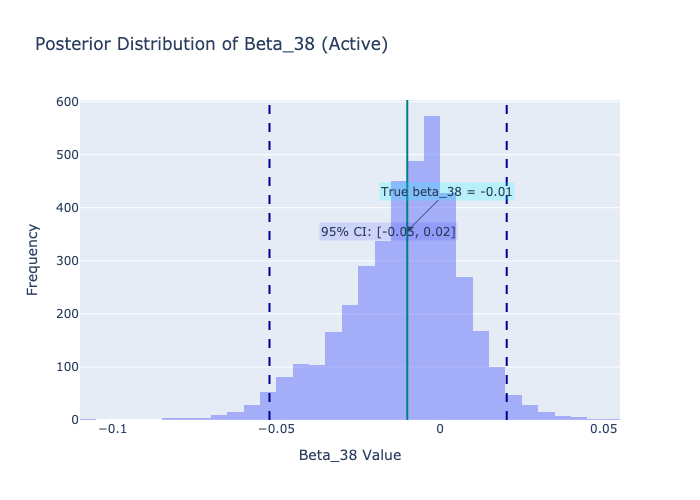 Posterior Distribution of Beta_38 (Active)
600
500
400
300
200
100
0
Frequency
True beta_38 = -0.01
95% CI: [-0.05, 0.02]
−0.1
−0.05
0
0.05
Beta_38 Value